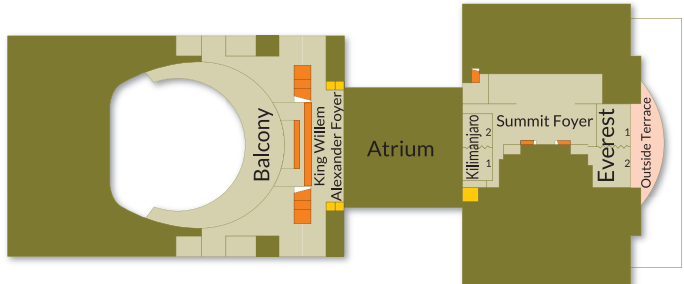 Balcony
King Willem
Alexander Foyer
Atrium
Kilimanjaro
2
1
Summit Foyer
Everest
1
2
Outside Terrace